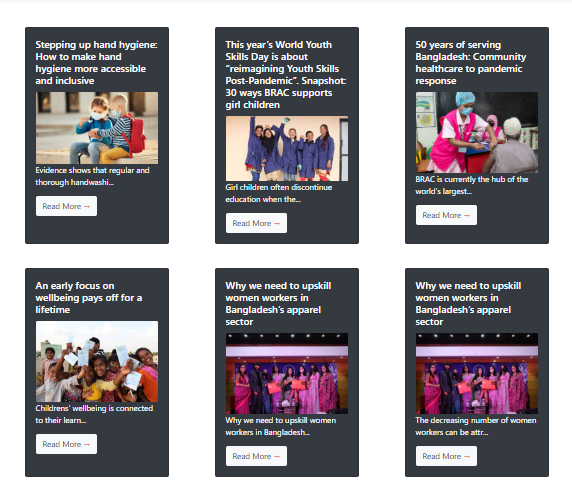 Stepping up hand hygiene:
How to make hand
hygiene more accessible
and inclusive
Evidence shows that regular and
thorough handwashi...
Read More →
This year's World Youth
Skills Day is about
“reimagining Youth Skills
Post-Pandemic”. Snapshot:
30 ways BRAC supports
girl children
Girl children often discontinue
education when the...
Read More →
50 years of serving
Bangladesh: Community
healthcare to pandemic
response
BRAC is currently the hub of the
world's largest...
Read More →
An early focus on
wellbeing pays off for a
lifetime
Childrens' wellbeing is connected
to their learn...
Read More →
Why we need to upskill
women workers in
Bangladesh's apparel
sector
Why we need to upskill women
workers in Bangladesh...
Read More →
Why we need to upskill
women workers in
Bangladesh's apparel
sector
The decreasing number of women
workers can be attr...
Read More →